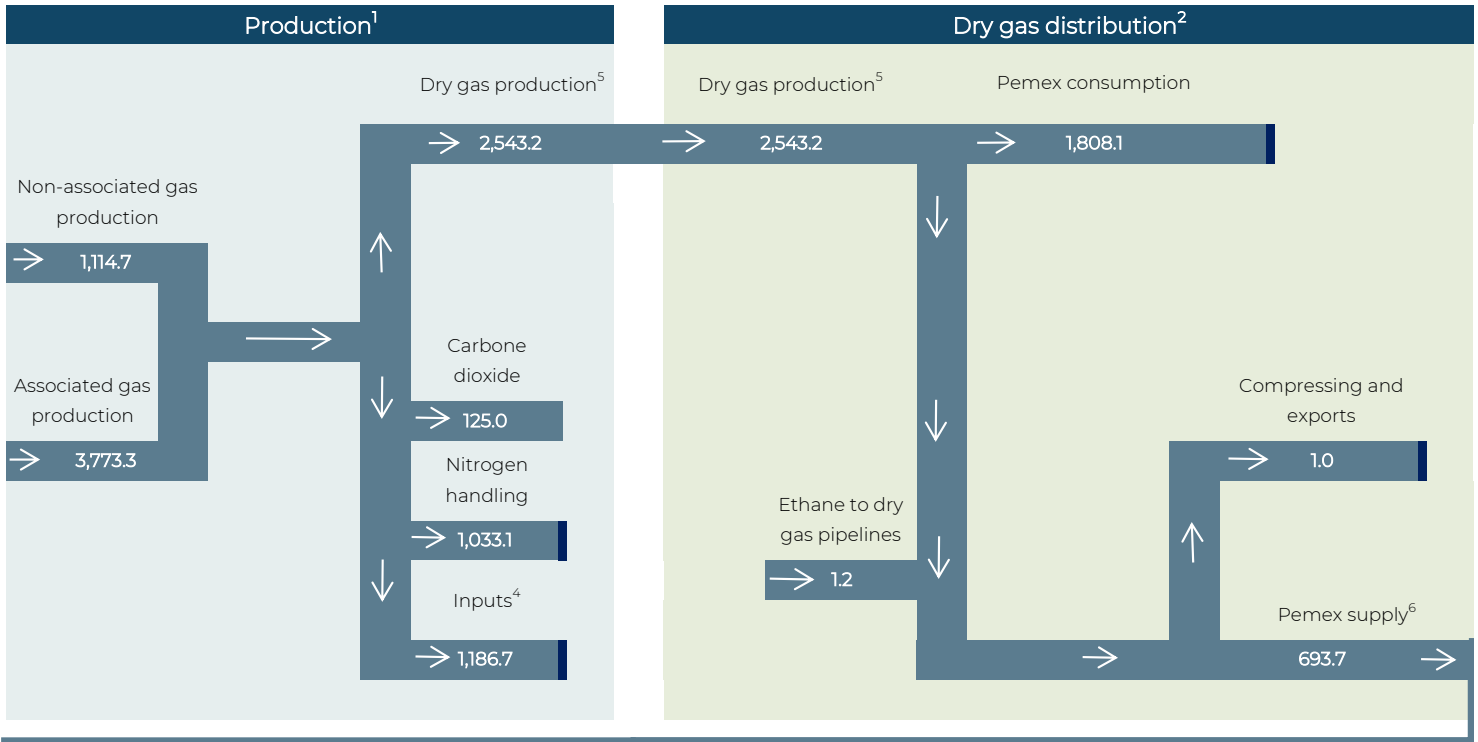 Production1
Dry gas distribution2
Dry gas production5
Dry gas production5
Pemex consumption
2,543.2
2,543.2
1,808.1
Non-associated gas
production
1,114.7
Carbone
dioxide
125.0
Associated gas
production
3,773.3
Nitrogen
handling
1,033.1
Inputs4
1,186.7
Ethane to dry
gas pipelines
1.2
Compressing and
exports
1.0
Pemex supply6
693.7